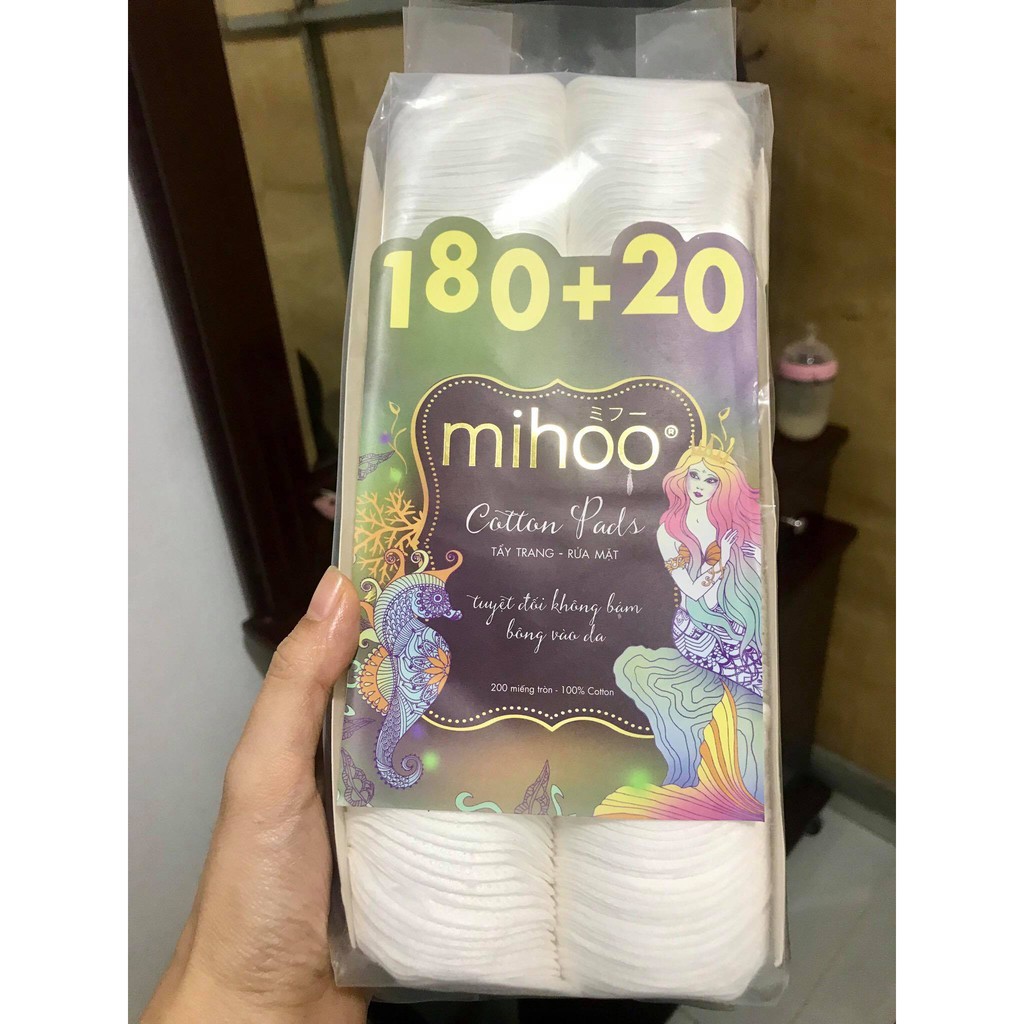 180+20
ミフー
mihoo®
Cotton Pads
TẨY TRANG - RỬA MẶT
tuyệt đối không bám
bông vào da
200 miếng tròn - 100% Cotton